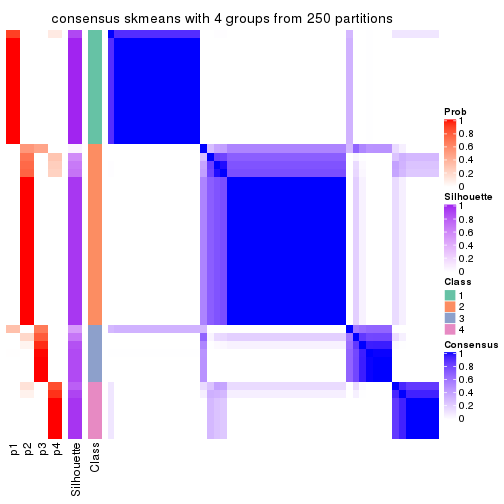 consensus skmeans with 4 groups from 250 partitions
Prob
1
0.8
0.6
0.4
0.2
0
Silhouette
1
0.8
0.6
0.4
0.2
0
Class
1
2
3
4
Consensus
1
0.8
0.6
0.4
0.2
0
p1
p2
p3
p4
Silhouette
Class